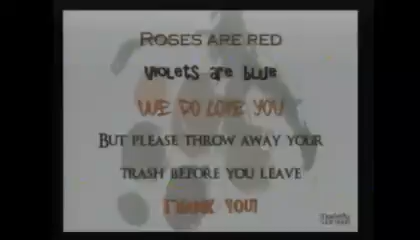 Roses are red
Violets are blue
WE DO LOVE YOU
But please throw away your
trash before you leave
THANK YOU!